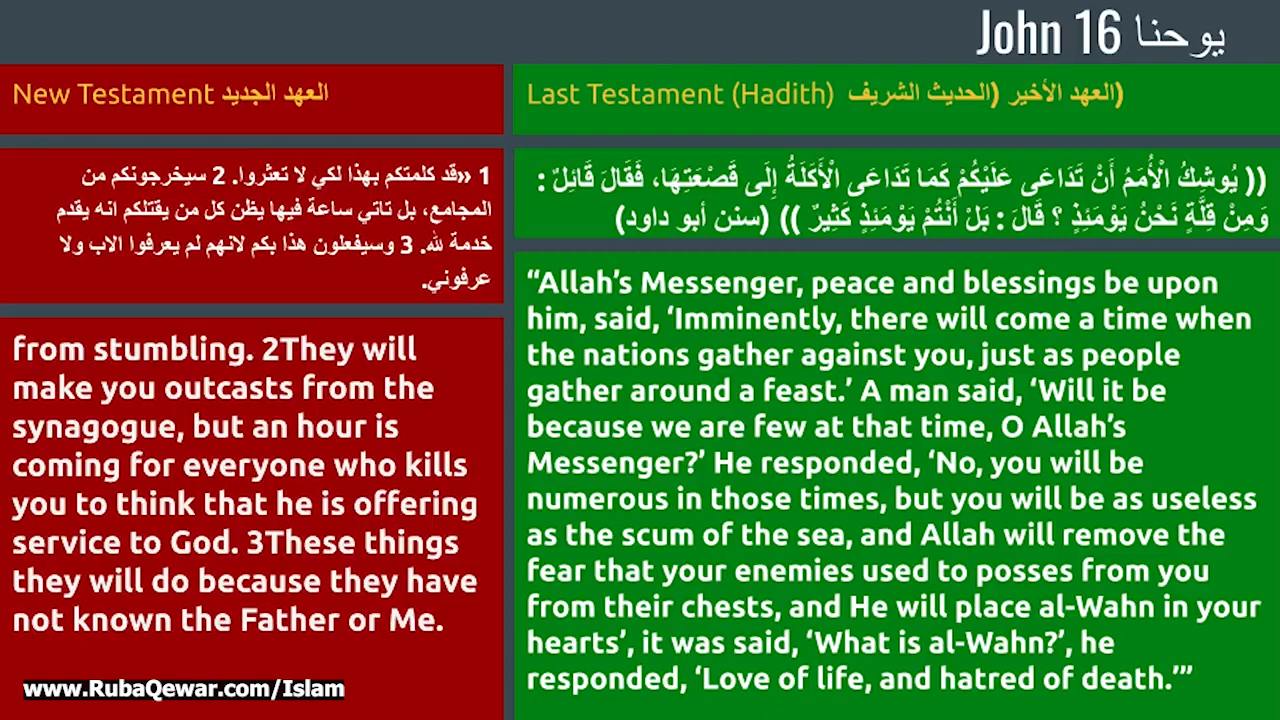 John 16 يوحنا
New Testament العهد الجديد
1 «قد كلمتكم بهذا لكي لا تعثروا. 2 سيخرجونكم من
المجامع، بل تاتي ساعة فيها يظن كل من يقتلكم انه يقدم
خدمة لله. 3 وسيفعلون هذا بكم لانهم لم يعرفوا الاب ولا
عرفوني.
from stumbling. 2They will
make you outcasts from the
synagogue, but an hour is
coming for everyone who kills
you to think that he is offering
service to God. 3These things
they will do because they have
not known the Father or Me.
www.RubaQewar.com/Islam
Last Testament (Hadith) العهد الأخير (الحديث الشريف)
(( يُوشِكُ الْأُمَمُ أَنْ تَدَاعَى عَلَيْكُمْ كَمَا تَدَاعَى الْأَكَلَةُ إِلَى قَصْعَتِهَا، فَقَالَ قَائِلٌ :
وَمِنْ قِلَّةٍ نَحْنُ يَوْمَئِذٍ ؟ قَالَ : بَلْ أَنْتُمْ يَوْمَئِذٍ كَثِيرٌ )) (سنن أبو داود)
“Allah’s Messenger, peace and blessings be upon
him, said, ‘Imminently, there will come a time when
the nations gather against you, just as people
gather around a feast.’ A man said, ‘Will it be
because we are few at that time, O Allah’s
Messenger?’ He responded, ‘No, you will be
numerous in those times, but you will be as useless
as the scum of the sea, and Allah will remove the
fear that your enemies used to posses from you
from their chests, and He will place al-Wahn in your
hearts’, it was said, ‘What is al-Wahn?’, he
responded, ‘Love of life, and hatred of death.’”